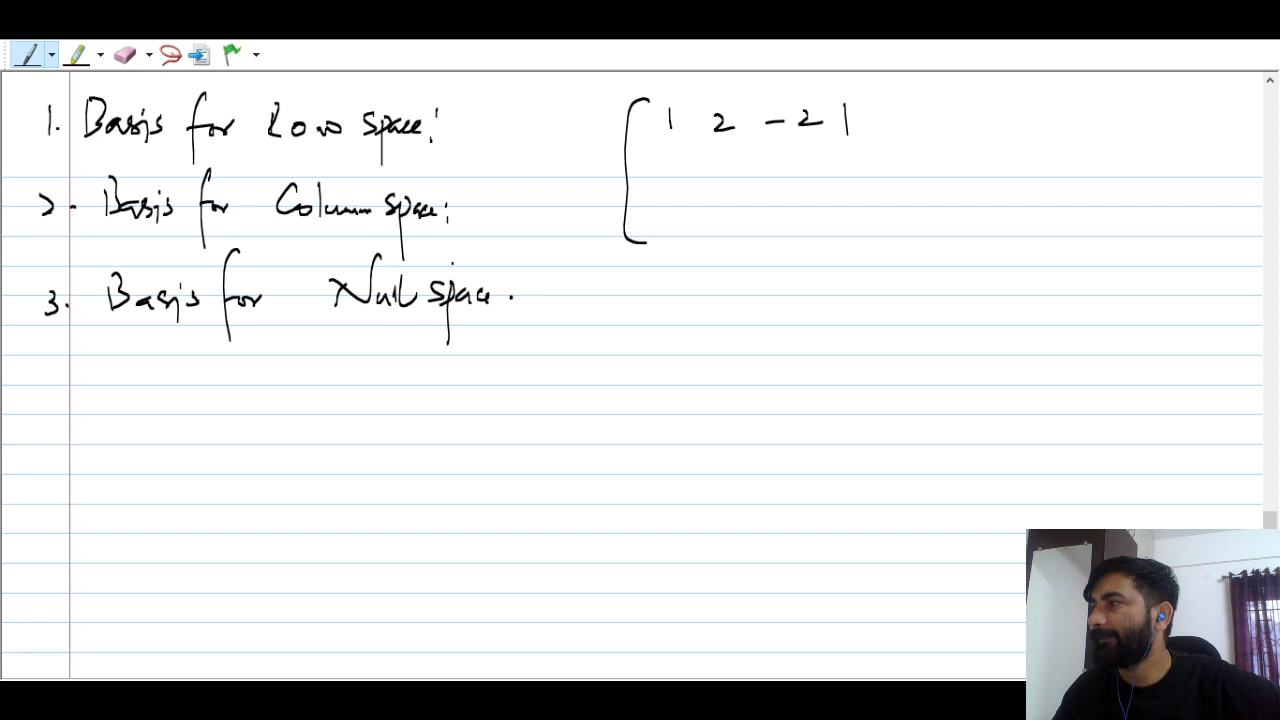 1. Basis for Row space:
2. Basis for Column space:
3. Basis for Null space.
[ 1 2 -2 1